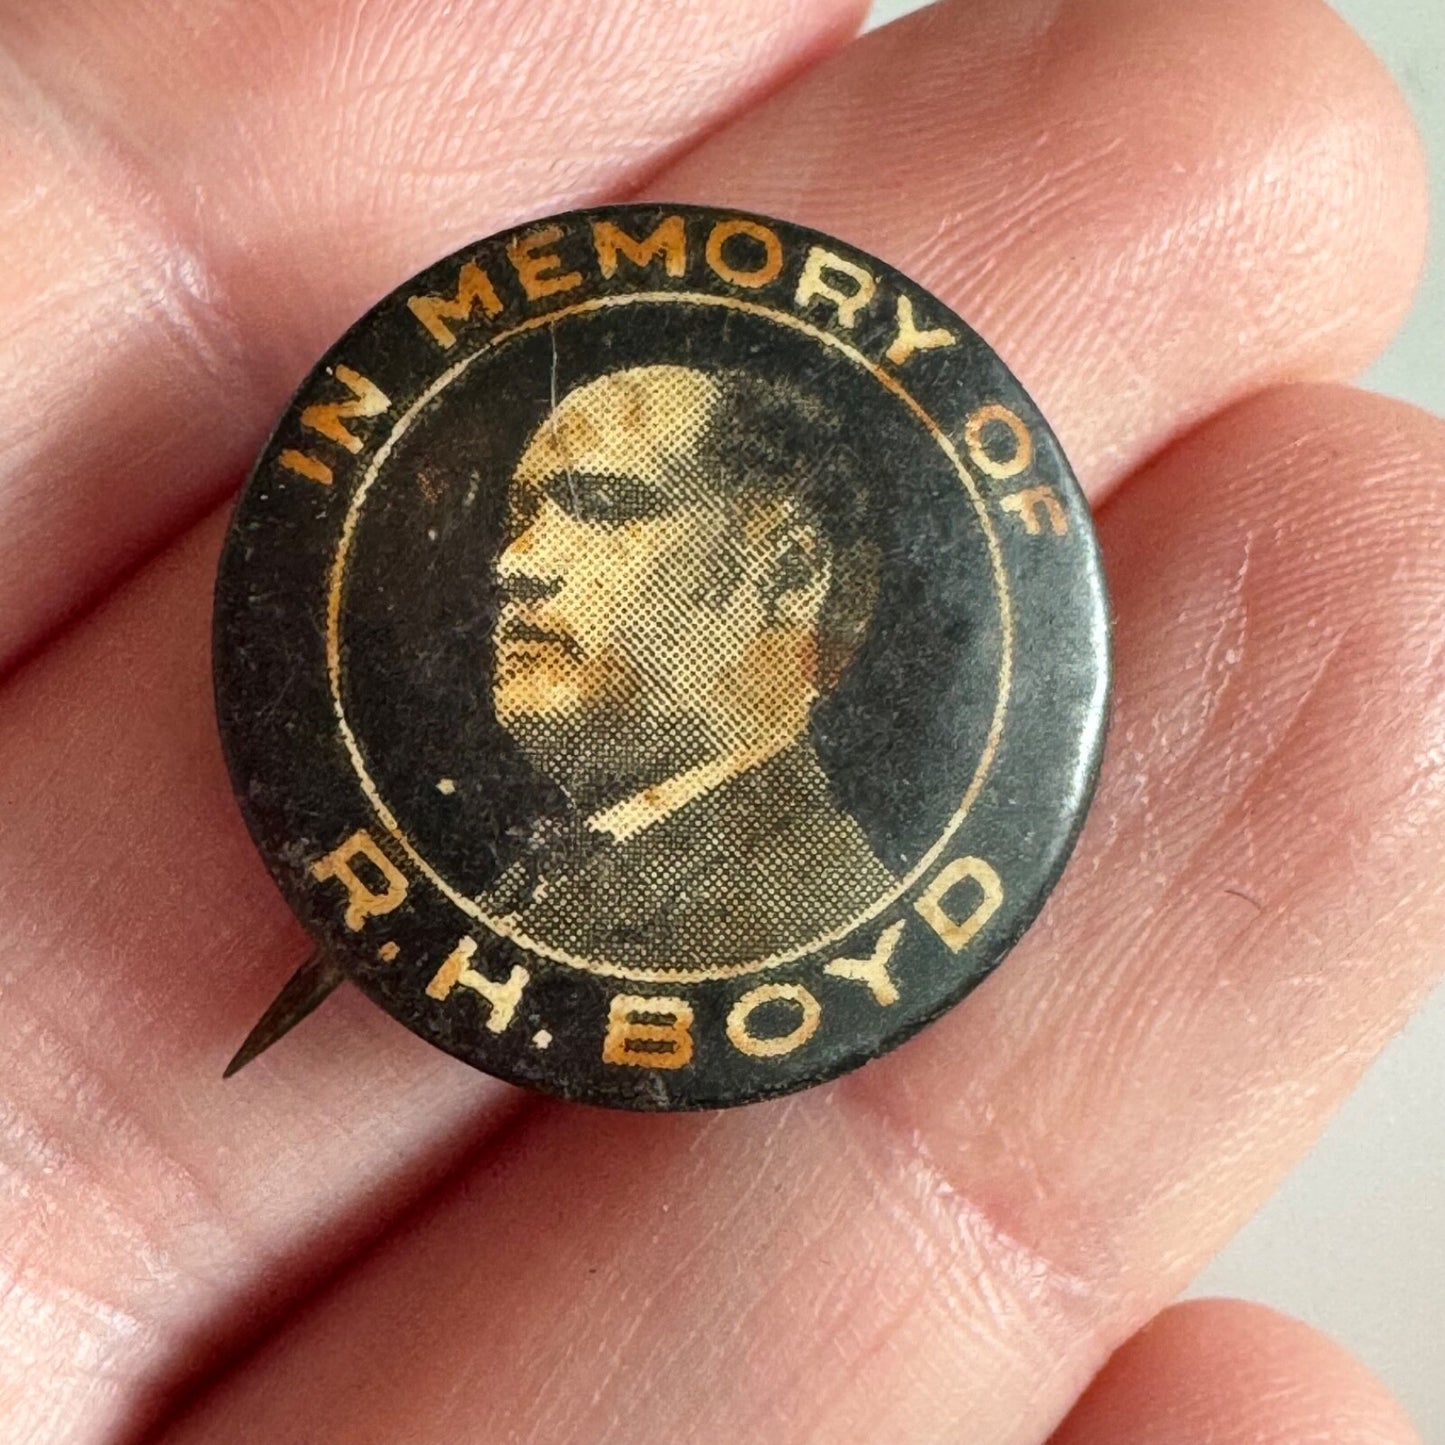 IN MEMORY OF
R. H. BOYD